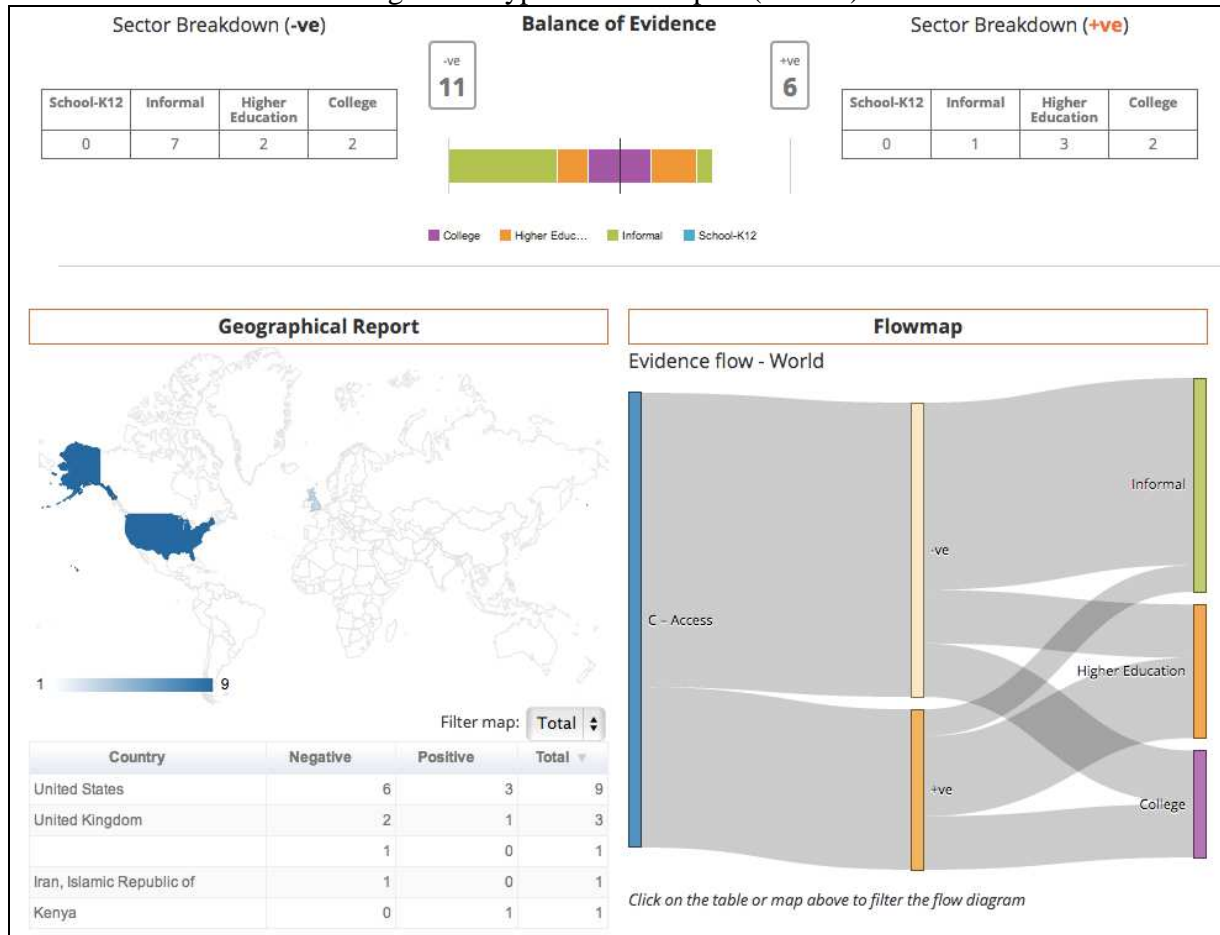 Sector Breakdown (-ve)
Balance of Evidence
Sector Breakdown (+ve)
-ve
11
+ve
6
School-K12 Informal Higher Education College
0 7 2 2
School-K12 Informal Higher Education College
0 1 3 2
College Higher Educ... Informal School-K12
Geographical Report
Flowmap
Evidence flow - World
C – Access
-ve
+ve
Informal
Higher Education
College
1 9
Filter map: Total
Country Negative Positive Total
United States 6 3 9
United Kingdom 2 1 3
1 0 1
Iran, Islamic Republic of 1 0 1
Kenya 0 1 1
Click on the table or map above to filter the flow diagram